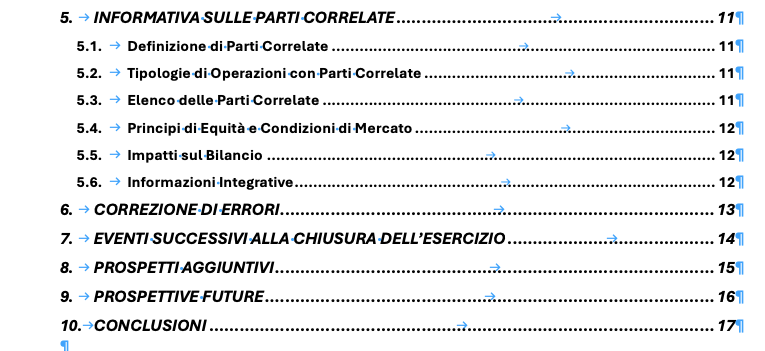 5. INFORMATIVA SULLE PARTI CORRELATE 11
5.1. Definizione di Parti Correlate 11
5.2. Tipologie di Operazioni con Parti Correlate 11
5.3. Elenco delle Parti Correlate 11
5.4. Principi di Equità e Condizioni di Mercato 12
5.5. Impatti sul Bilancio 12
5.6. Informazioni Integrative 12
6. CORREZIONE DI ERRORI 13
7. EVENTI SUCCESSIVI ALLA CHIUSURA DELL’ESERCIZIO 14
8. PROSPETTI AGGIUNTIVI 15
9. PROSPETTIVE FUTURE 16
10. CONCLUSIONI 17